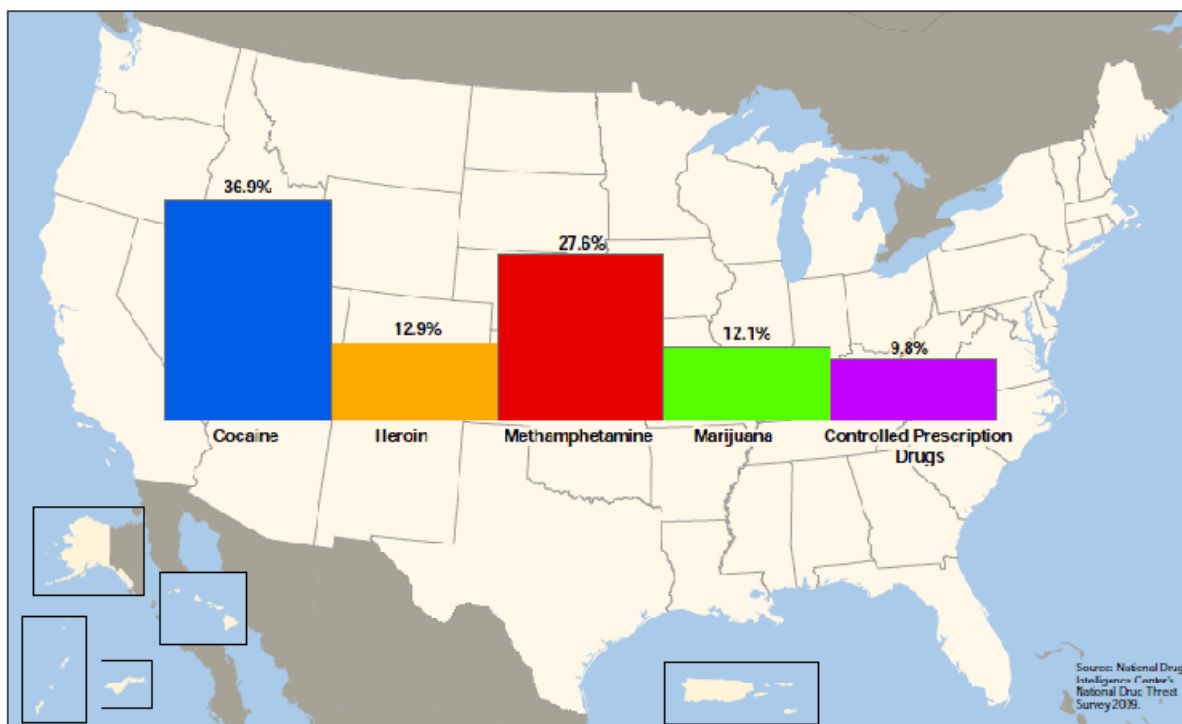 36.9%
27.6%
12.9%
12.1%
9.8%
Cocaine
Heroin
Methamphetamine
Marijuana
Controlled Prescription
Drugs
Source: National Drug
Intelligence Center's
National Drug Threat
Survey 2009.